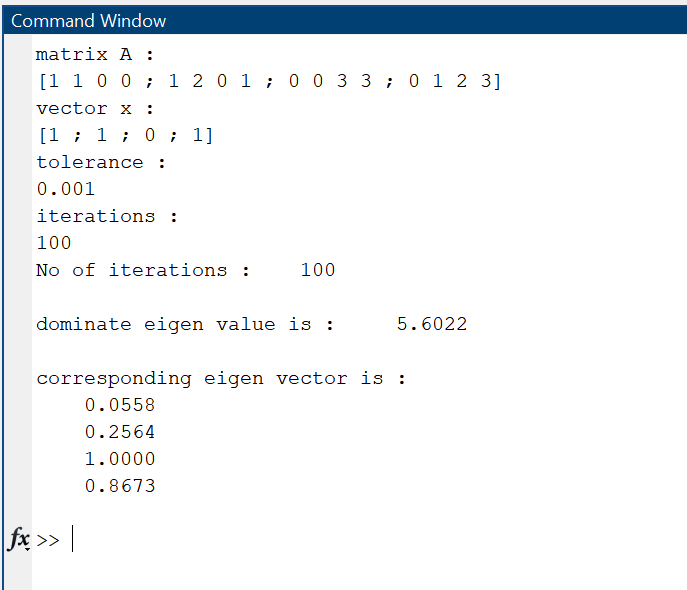 Command Window
matrix A :
[1 1 0 0 ; 1 2 0 1 ; 0 0 3 3 ; 0 1 2 3]
vector x :
[1 ; 1 ; 0 ; 1]
tolerance :
0.001
iterations :
100
No of iterations :    100
dominate eigen value is :     5.6022
corresponding eigen vector is :
0.0558
0.2564
1.0000
0.8673
fx >>